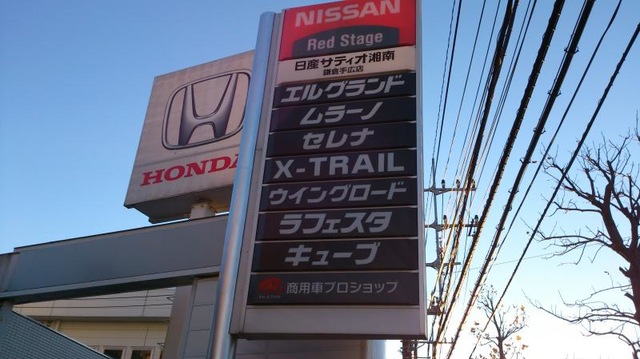 NISSAN
Red Stage
日産サティオ湘南
鎌倉手広店
エルグランド
ムラーノ
セレナ
X-TRAIL
ウイングロード
ラフェスタ
キューブ
商用車プロショップ
HONDA